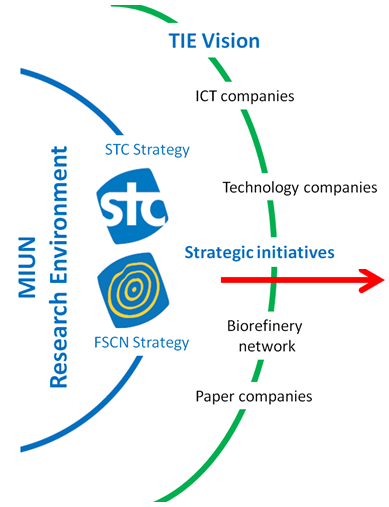 TIE Vision
ICT companies
STC Strategy
stc
Technology companies
MIUN
Research Environment
Strategic initiatives
Biorefinery
network
FSCN Strategy
Paper companies